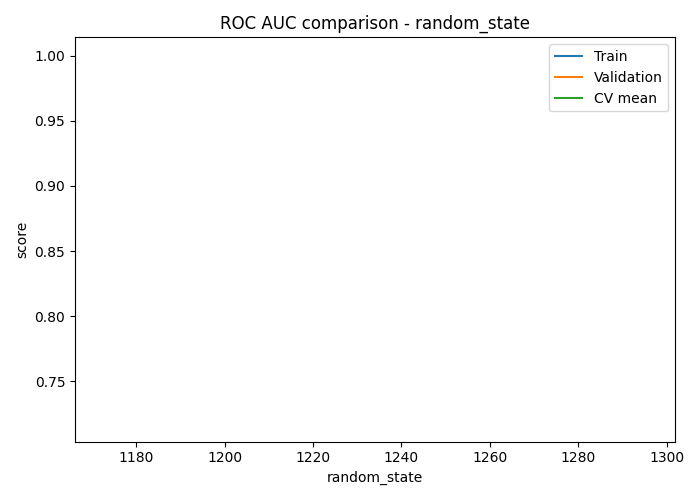 ROC AUC comparison - random_state
1.00
0.95
0.90
0.85
0.80
0.75
score
Train
Validation
CV mean
1180 1200 1220 1240 1260 1280 1300
random_state